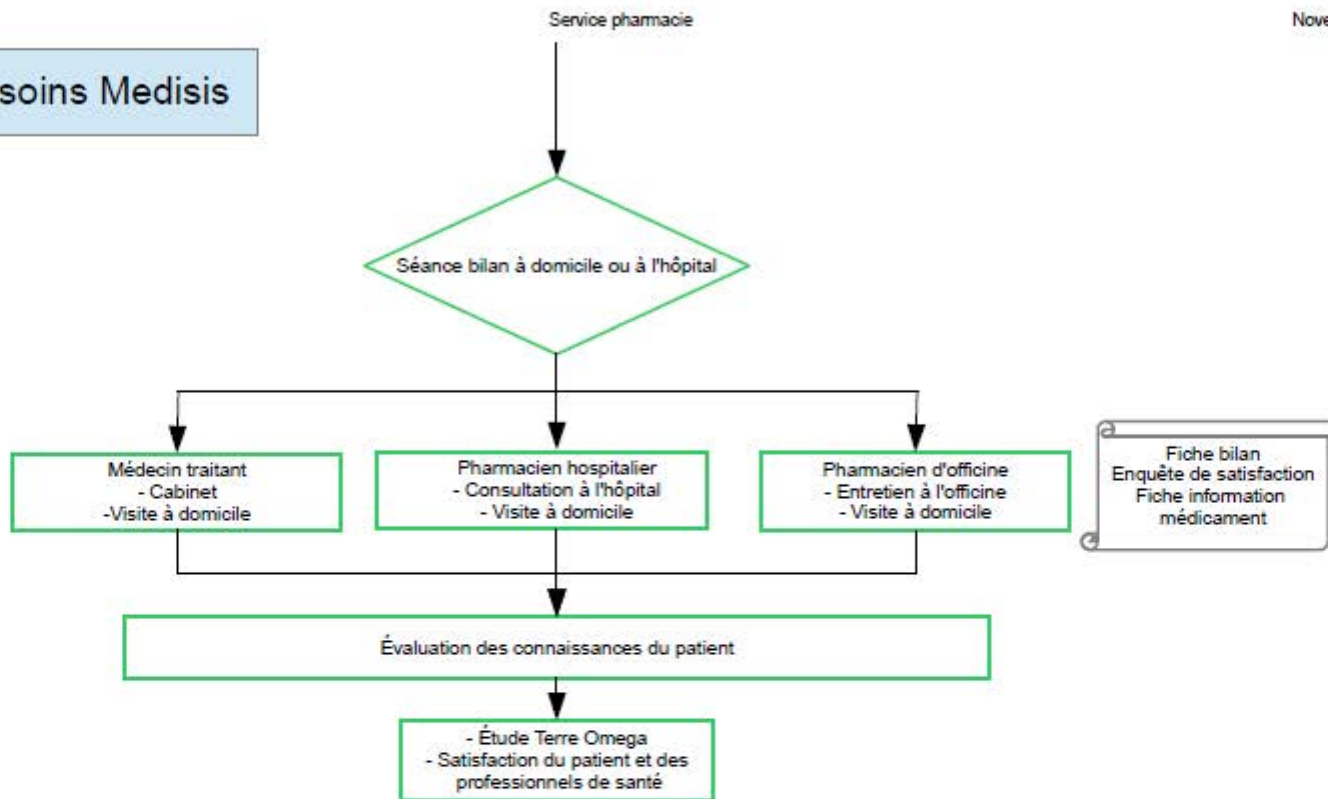 Service pharmacie
Nove
soins Medisis
Séance bilan à domicile ou à l'hôpital
Médecin traitant
- Cabinet
-Visite à domicile
Pharmacien hospitalier
- Consultation à l'hôpital
- Visite à domicile
Pharmacien d'officine
- Entretien à l'officine
- Visite à domicile
Fiche bilan
Enquête de satisfaction
Fiche information
médicament
Évaluation des connaissances du patient
- Étude Terre Omega
- Satisfaction du patient et des
professionnels de santé